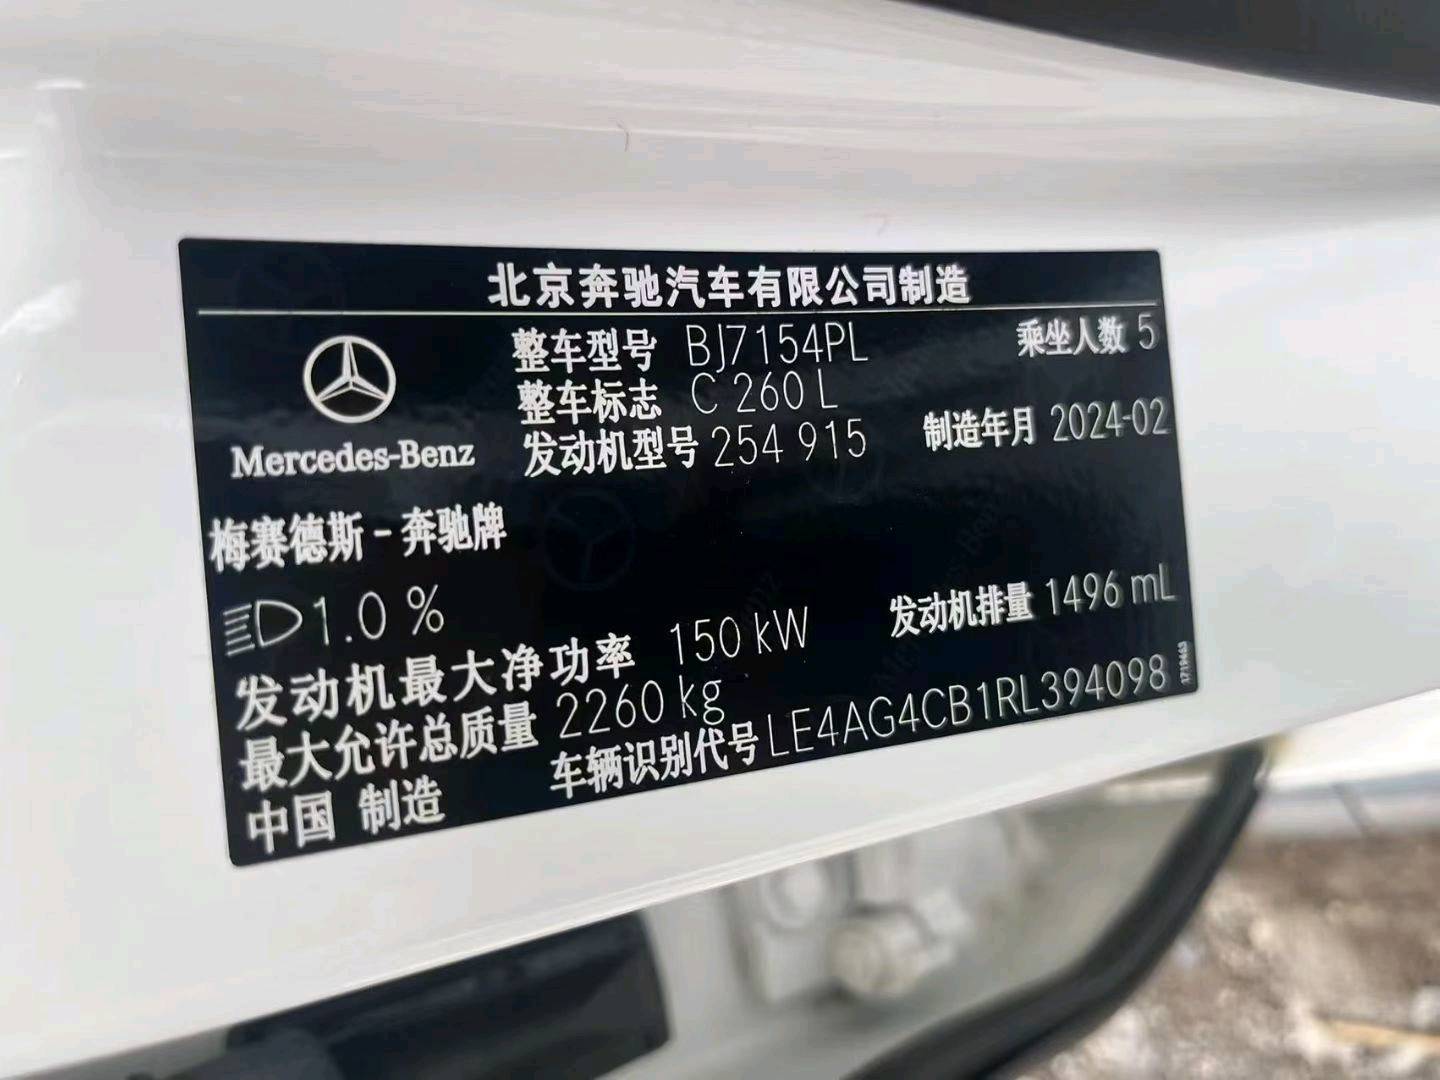 北京奔驰汽车有限公司制造
整车型号 BJ7154PL 乘坐人数 5
整车标志 C 260 L
发动机型号 254 915 制造年月 2024-02
Mercedes-Benz
梅赛德斯-奔驰牌
1.0 %
发动机最大净功率 150 kW 发动机排量 1496 mL
最大允许总质量 2260 kg
中国 制造 车辆识别代号 LE4AG4CB1RL394098